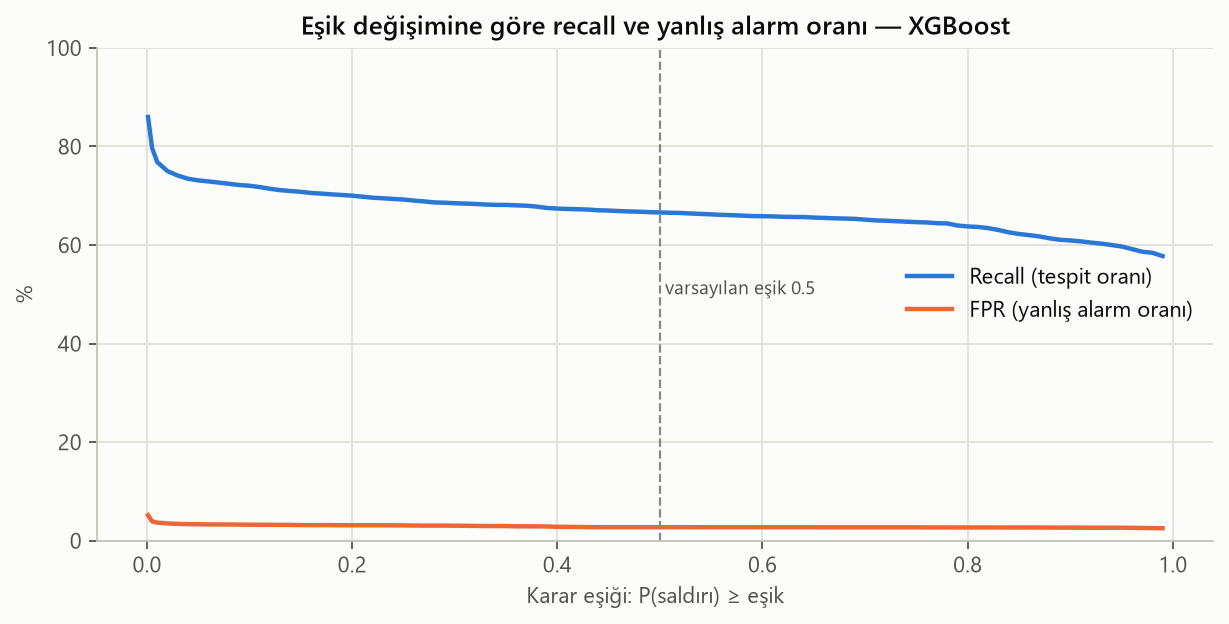 Eşik değişimine göre recall ve yanlış alarm oranı — XGBoost
100
80
60
40
20
0
%
varsayılan eşik 0.5
Recall (tespit oranı)
FPR (yanlış alarm oranı)
0.0 0.2 0.4 0.6 0.8 1.0
Karar eşiği: P(saldırı) ≥ eşik